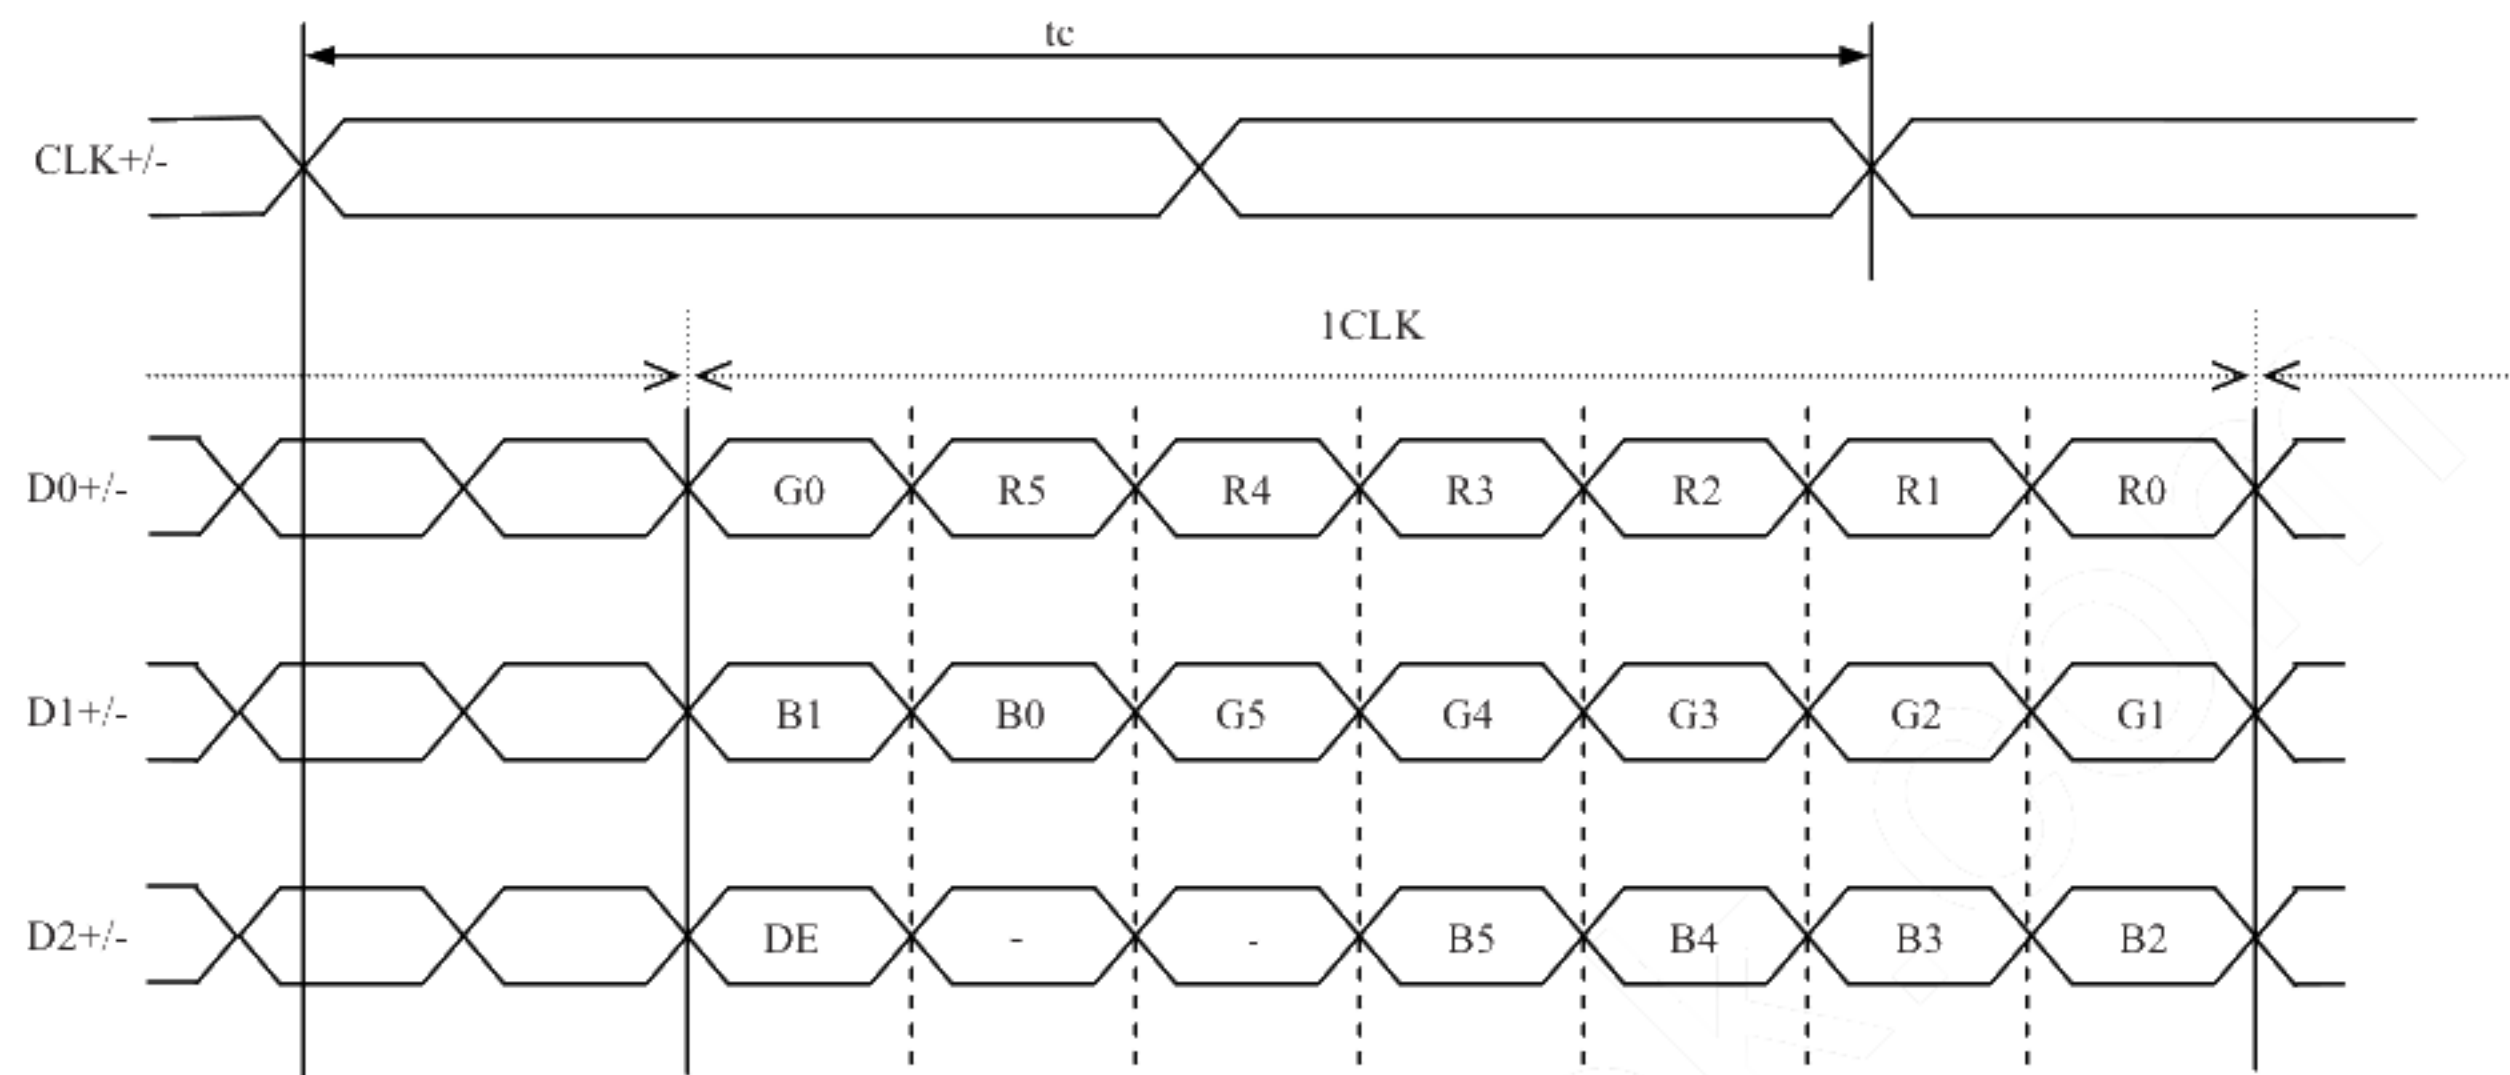 tc
CLK+/-
1CLK
D0+/- G0 R5 R4 R3 R2 R1 R0
D1+/- B1 B0 G5 G4 G3 G2 G1
D2+/- DE - - B5 B4 B3 B2